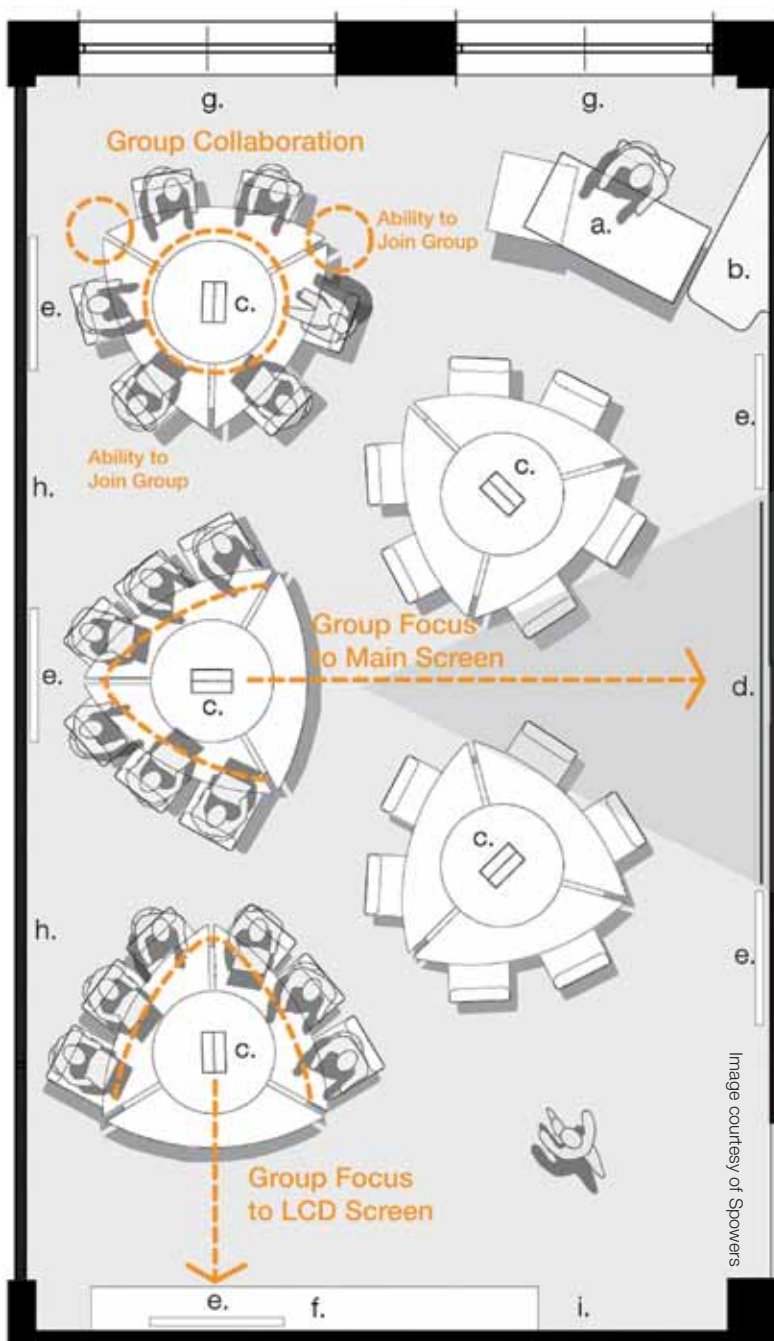 g.
g.
Group Collaboration
Ability to
Join Group
a.
b.
c.
e.
e.
Ability to
Join Group
c.
h.
Group Focus
to Main Screen
e.
c.
d.
c.
h.
e.
c.
Image courtesy of Spowers
Group Focus
to LCD Screen
e.
f.
i.